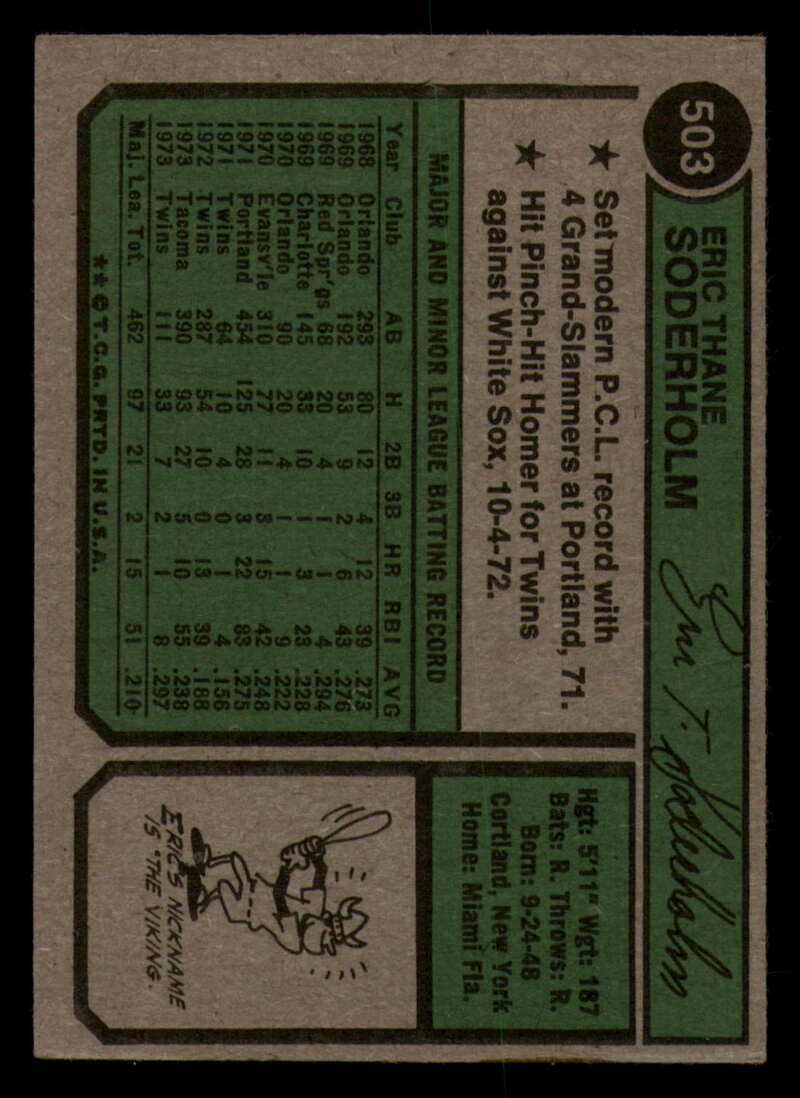 503
ERIC THANE
SODERHOLM
Eric T. Soderholm
★ Set modern P.C.L. record with
4 Grand-Slammers at Portland, 71.
★ Hit Pinch-Hit Homer for Twins
against White Sox, 10-4-72.
Hgt: 5'11" Wgt: 187
Bats: R. Throws: R.
Born: 9-24-48
Cortland, New York
Home: Miami Fla.
MAJOR AND MINOR LEAGUE BATTING RECORD
Year Club AB H 2B 3B HR RBI AVG
1968 Orlando 293 80 12 4 12 39 .273
1969 Orlando 192 53 9 2 6 43 .276
1969 Red Spr'gs 68 20 4 1 1 4 .294
1969 Charlotte 145 33 10 1 3 23 .228
1970 Orlando 90 20 4 1 1 9 .222
1970 Evansv'le 310 77 11 3 15 42 .248
1971 Portland 454 125 28 3 22 83 .275
1971 Twins 64 10 4 0 1 4 .156
1972 Twins 287 54 10 0 13 39 .188
1973 Tacoma 390 93 27 5 10 55 .238
1973 Twins 111 33 7 2 1 8 .297
Maj. Lea. Tot. 462 97 21 2 15 51 .210
**© T.C.G. PRTD. IN U.S.A.
ERIC'S NICKNAME
IS "THE VIKING.